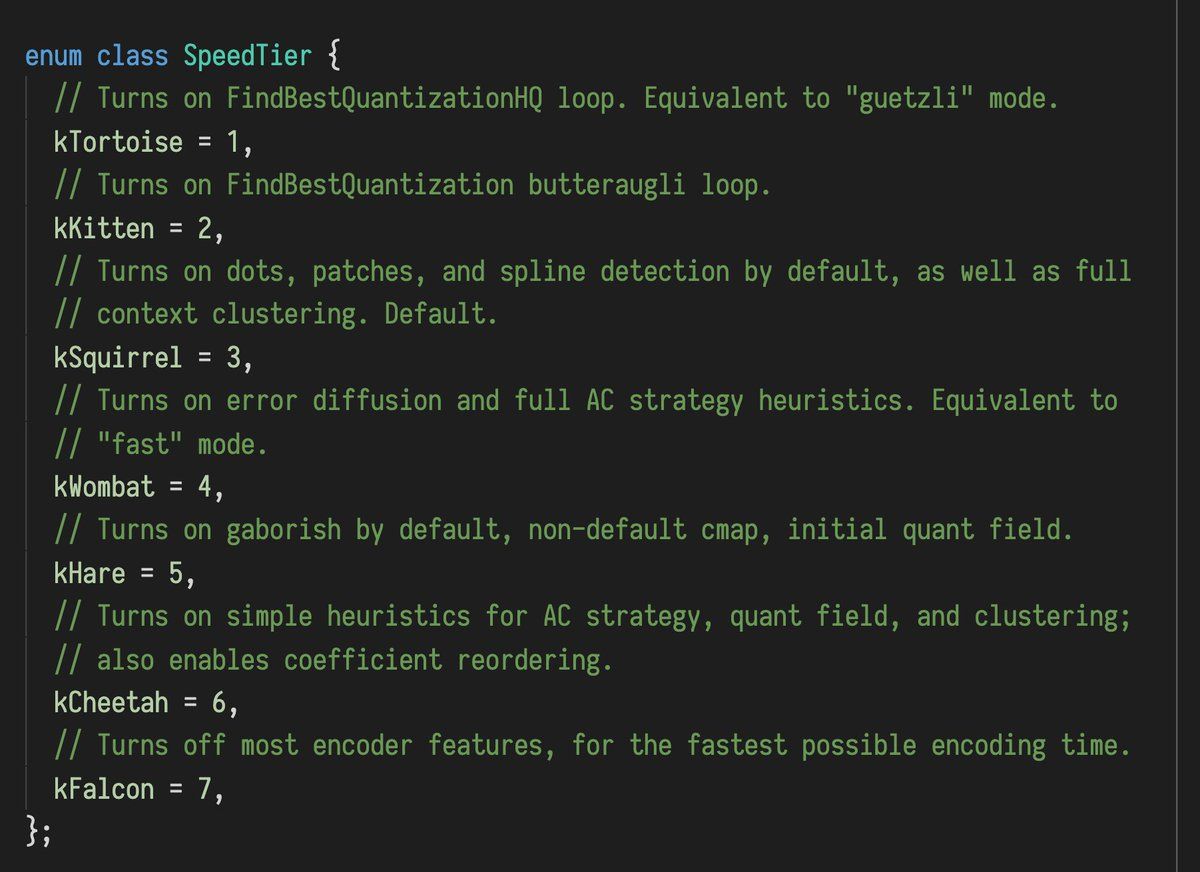 enum class SpeedTier {
// Turns on FindBestQuantizationHQ loop. Equivalent to "guetzli" mode.
kTortoise = 1,
// Turns on FindBestQuantization butteraugli loop.
kKitten = 2,
// Turns on dots, patches, and spline detection by default, as well as full
// context clustering. Default.
kSquirrel = 3,
// Turns on error diffusion and full AC strategy heuristics. Equivalent to
// "fast" mode.
kWombat = 4,
// Turns on gaborish by default, non-default cmap, initial quant field.
kHare = 5,
// Turns on simple heuristics for AC strategy, quant field, and clustering;
// also enables coefficient reordering.
kCheetah = 6,
// Turns off most encoder features, for the fastest possible encoding time.
kFalcon = 7,
};